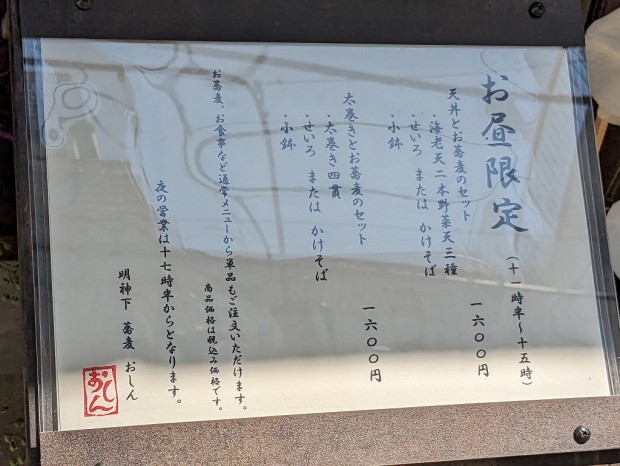 お昼限定
(十一時半〜十五時)
天丼とお蕎麦のセット
・海老天二本野菜天三種
・せいろ または かけそば
・小鉢
一六００円
太巻きとお蕎麦のセット
・太巻き四貫
・せいろ または かけそば
・小鉢
一六００円
お蕎麦、お食事など通常メニューから単品もご注文いただけます。
商品価格は税込み価格です。
夜の営業は十七時半からとなります。
明神下 蕎麦 おしん
おしん